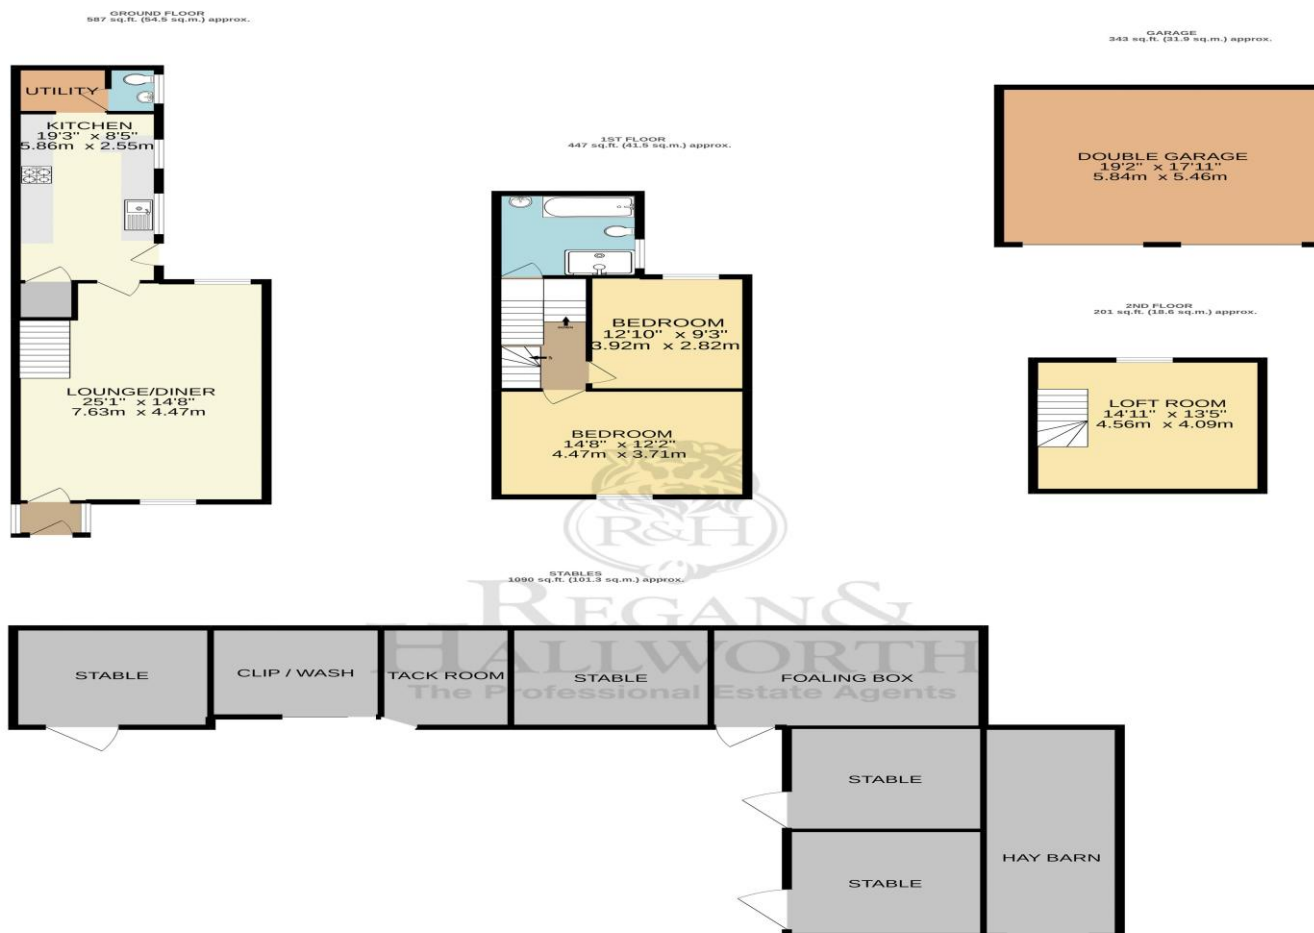 GROUND FLOOR
587 sq.ft. (54.5 sq.m.) approx.
UTILITY
KITCHEN
19'3" x 8'5"
5.86m x 2.55m
LOUNGE/DINER
25'1" x 14'8"
7.63m x 4.47m
1ST FLOOR
447 sq.ft. (41.5 sq.m.) approx.
BEDROOM
12'10" x 9'3"
3.92m x 2.82m
BEDROOM
14'8" x 12'2"
4.47m x 3.71m
GARAGE
343 sq.ft. (31.9 sq.m.) approx.
DOUBLE GARAGE
19'2" x 17'11"
5.84m x 5.46m
2ND FLOOR
201 sq.ft. (18.6 sq.m.) approx.
LOFT ROOM
14'11" x 13'5"
4.56m x 4.09m
R&H
REGAN&
HALLWORTH
The Professional Estate Agents
STABLES
1090 sq.ft. (101.3 sq.m.) approx.
STABLE
CLIP / WASH
TACK ROOM
STABLE
FOALING BOX
STABLE
STABLE
HAY BARN